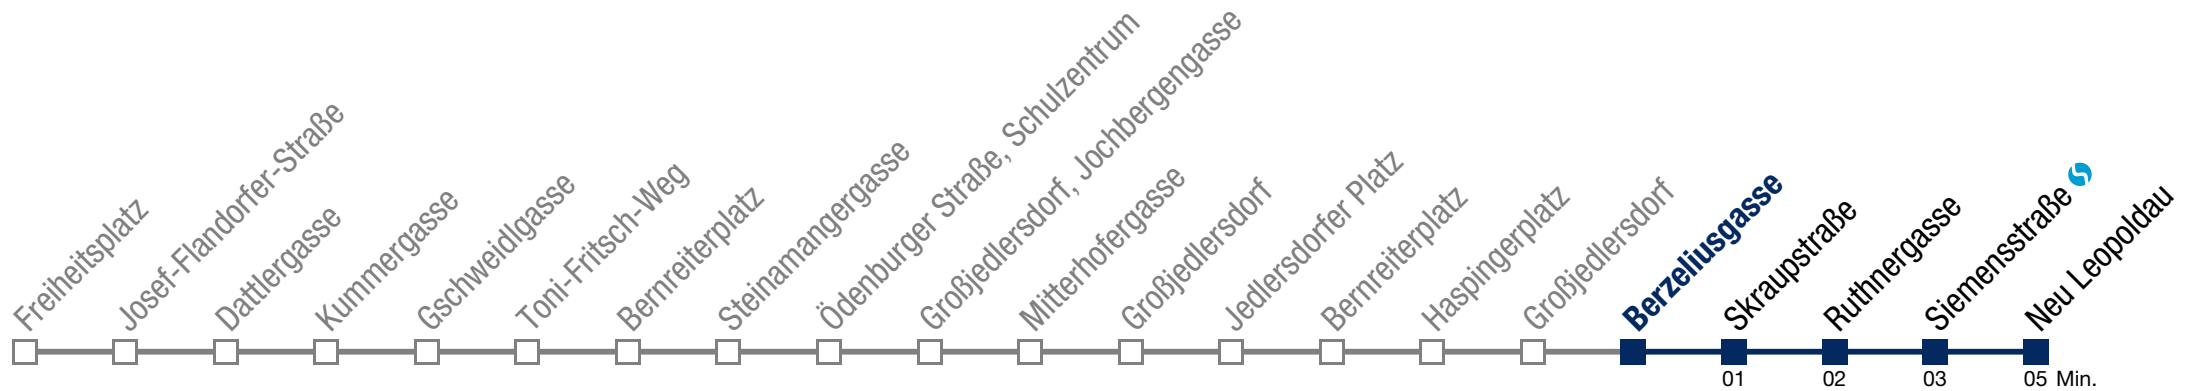 Freiheitsplatz
Josef-Flandorfer-Straße
Dattlergasse
Kummergasse
Gschweidlgasse
Toni-Fritsch-Weg
Bernreiterplatz
Steinamangergasse
Ödenburger Straße, Schulzentrum
Großjedlersdorf, Jochbergengasse
Mitterhofergasse
Großjedlersdorf
Jedlersdorfer Platz
Bernreiterplatz
Haspingerplatz
Großjedlersdorf
Berzeliusgasse
Skraupstraße
Ruthnergasse
Siemensstraße
Neu Leopoldau
01 02 03 05 Min.